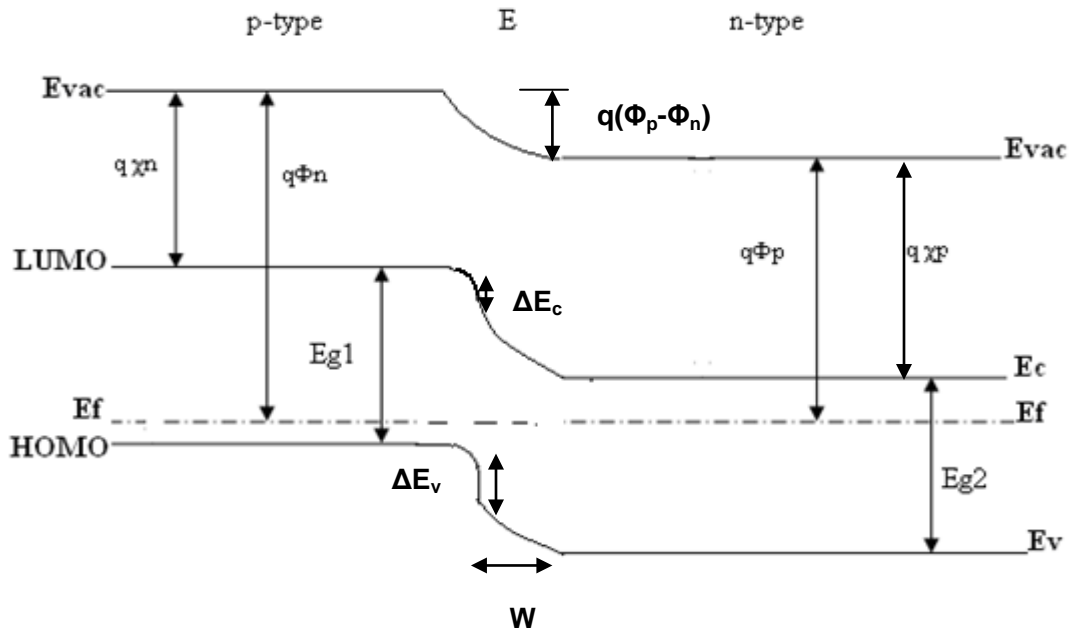 p-type E n-type
Evac
q(Φp-Φn)
Evac
qχn
qΦn
qΦp
qχp
LUMO
ΔEc
Eg1
Ec
Ef
Ef
HOMO
ΔEv
Eg2
Ev
W